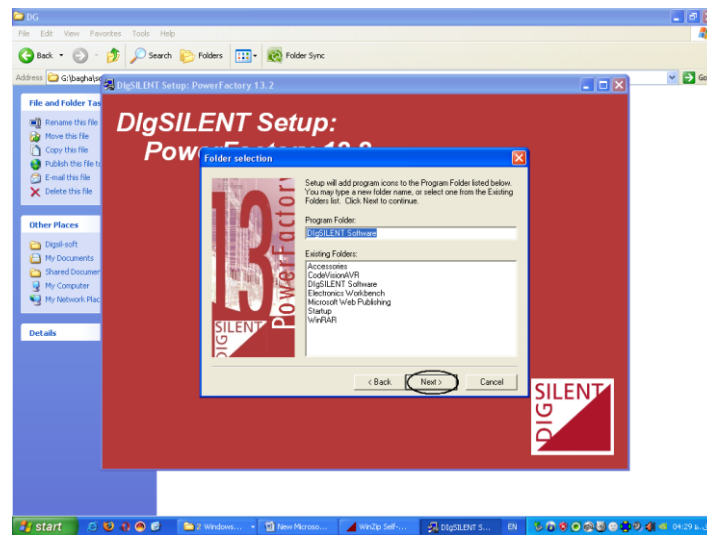 DG
File Edit View Favorites Tools Help
Back Search Folders Folder Sync
Address G:\bagha\
Go
DIgSILENT Setup: PowerFactory 13.2
File and Folder Tas
Rename this file
Move this file
Copy this file
Publish this file to
E-mail this file
Delete this file
Other Places
Digsil-soft
My Documents
Shared Documen
My Computer
My Network Plac
Details
DIgSILENT Setup:
Folder selection
13
PowerFactory
DIGSILENT
Setup will add program icons to the Program Folder listed below.
You may type a new folder name, or select one from the Existing
Folders list. Click Next to continue.
Program Folder:
DIgSILENT Software
Existing Folders:
Accessories
CodeVisionAVR
DIgSILENT Software
Electronics Workbench
Microsoft Web Publishing
Startup
WinRAR
< Back Next > Cancel
DIGSILENT
start 2 Windows... New Microso... WinZip Self-... DIgSILENT S... EN 04:29